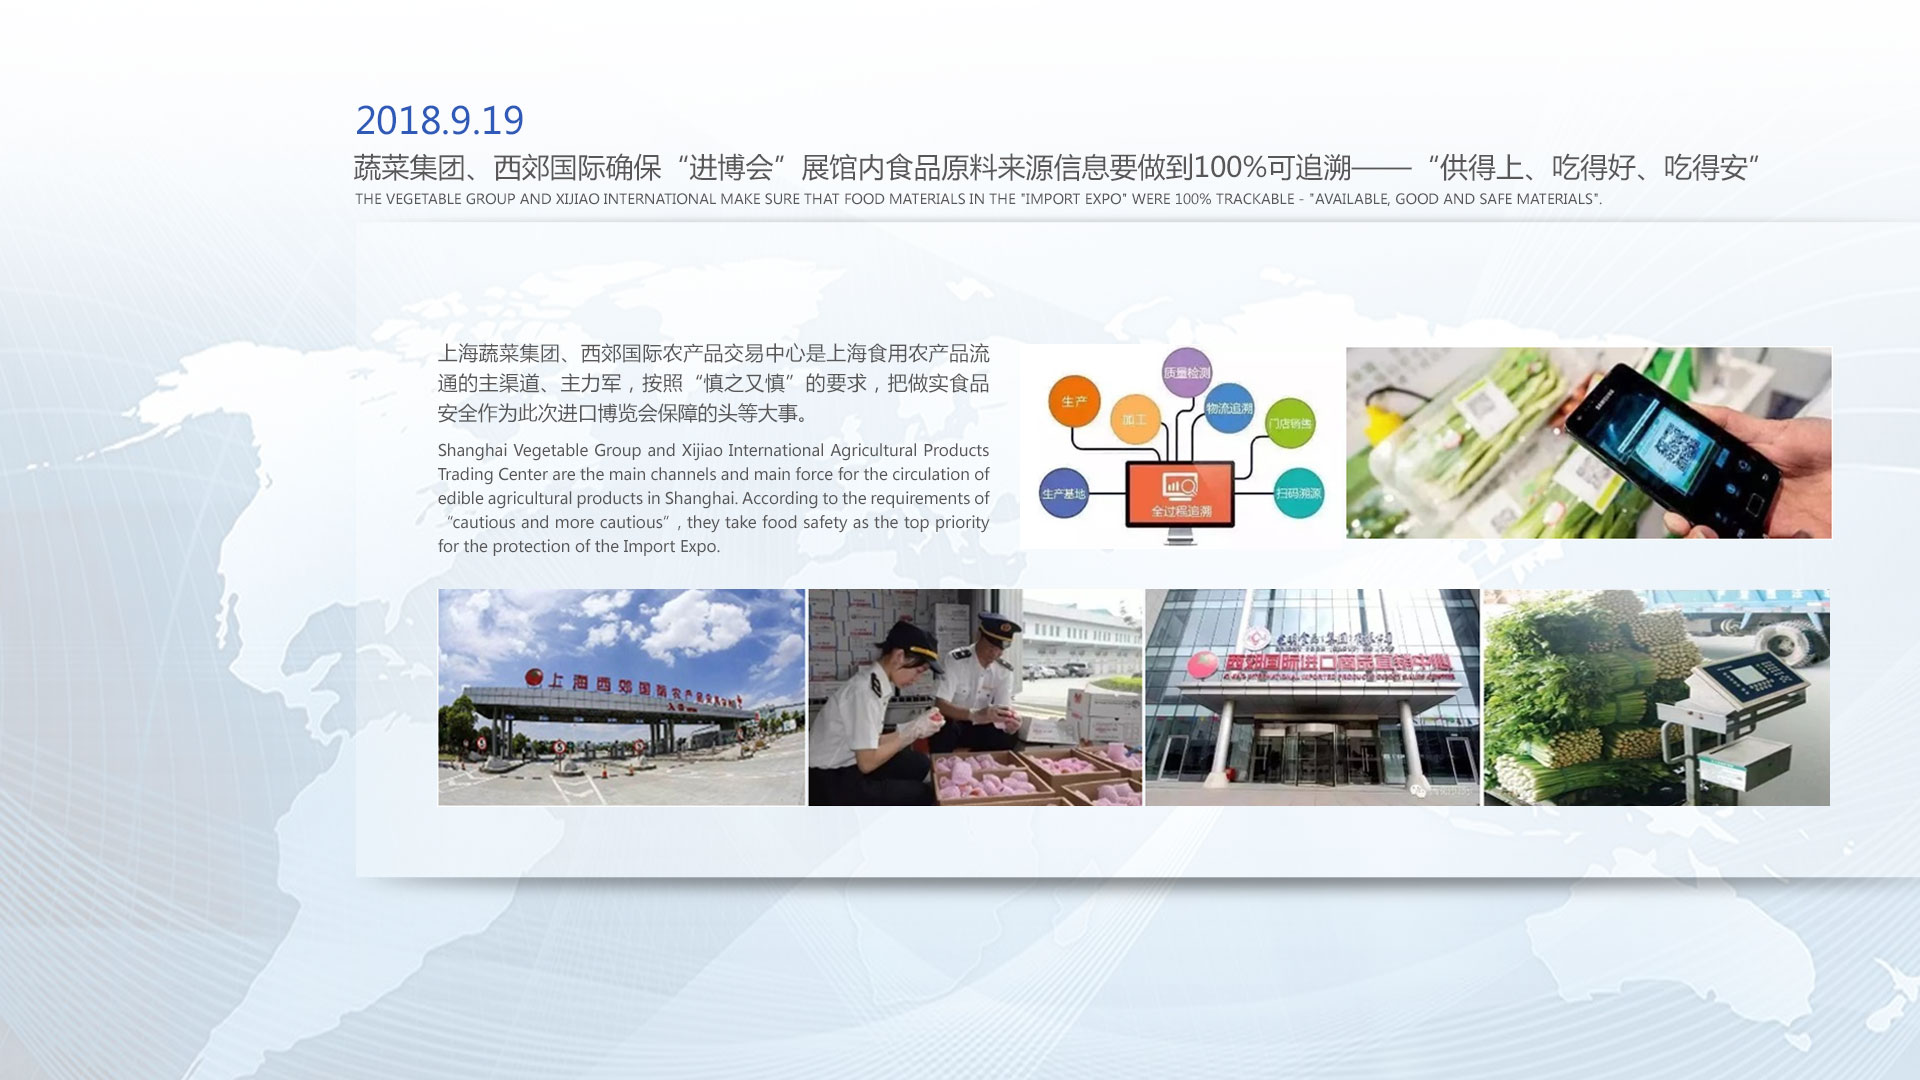 2018.9.19
蔬菜集团、西郊国际确保“进博会”展馆内食品原料来源信息要做到100%可追溯——“供得上、吃得好、吃得安”
THE VEGETABLE GROUP AND XIJIAO INTERNATIONAL MAKE SURE THAT FOOD MATERIALS IN THE "IMPORT EXPO" WERE 100% TRACKABLE - "AVAILABLE, GOOD AND SAFE MATERIALS".
上海蔬菜集团、西郊国际农产品交易中心是上海食用农产品流
通的主渠道、主力军，按照“慎之又慎”的要求，把做实食品
安全作为此次进口博览会保障的头等大事。
Shanghai Vegetable Group and Xijiao International Agricultural Products
Trading Center are the main channels and main force for the circulation of
edible agricultural products in Shanghai. According to the requirements of
“cautious and more cautious”, they take food safety as the top priority
for the protection of the Import Expo.
质量检测
生产
加工
物流追溯
门店销售
生产基地
扫码溯源
全过程追溯
SAMSUNG
上海西郊国际农产品交易
光明食品(集团)有限公司
西郊国际进口商品直销中心